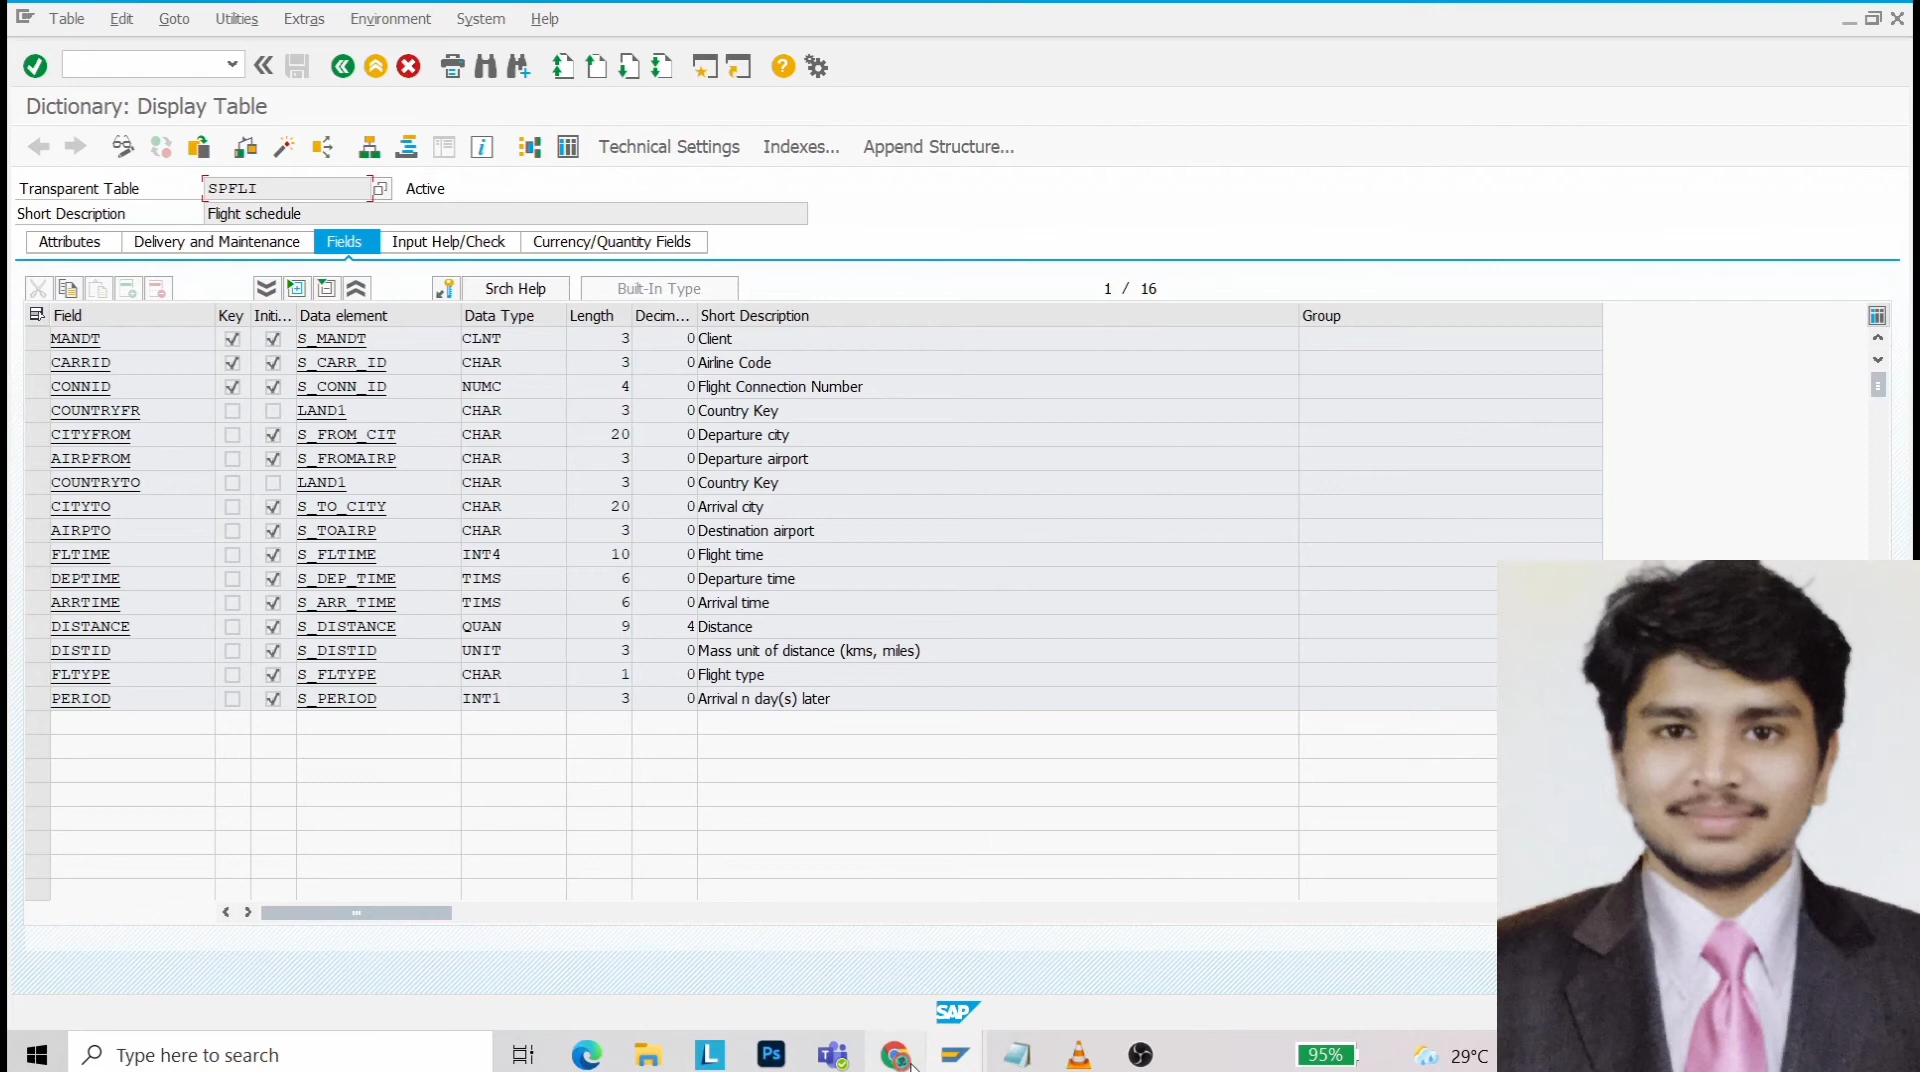 Table Edit Goto Utilities Extras Environment System Help
Dictionary: Display Table
Technical Settings Indexes... Append Structure...
Transparent Table SPFLI Active
Short Description Flight schedule
Attributes Delivery and Maintenance Fields Input Help/Check Currency/Quantity Fields
Srch Help Built-In Type 1 / 16
Field Key Initi... Data element Data Type Length Decim... Short Description Group
MANDT S_MANDT CLNT 3 0 Client
CARRID S_CARR_ID CHAR 3 0 Airline Code
CONNID S_CONN_ID NUMC 4 0 Flight Connection Number
COUNTRYFR LAND1 CHAR 3 0 Country Key
CITYFROM S_FROM_CIT CHAR 20 0 Departure city
AIRPFROM S_FROMAIRP CHAR 3 0 Departure airport
COUNTRYTO LAND1 CHAR 3 0 Country Key
CITYTO S_TO_CITY CHAR 20 0 Arrival city
AIRPTO S_TOAIRP CHAR 3 0 Destination airport
FLTIME S_FLTIME INT4 10 0 Flight time
DEPTIME S_DEP_TIME TIMS 6 0 Departure time
ARRTIME S_ARR_TIME TIMS 6 0 Arrival time
DISTANCE S_DISTANCE QUAN 9 4 Distance
DISTID S_DISTID UNIT 3 0 Mass unit of distance (kms, miles)
FLTYPE S_FLTYPE CHAR 1 0 Flight type
PERIOD S_PERIOD INT1 3 0 Arrival n day(s) later
SAP
Type here to search L Ps 95% 29°C